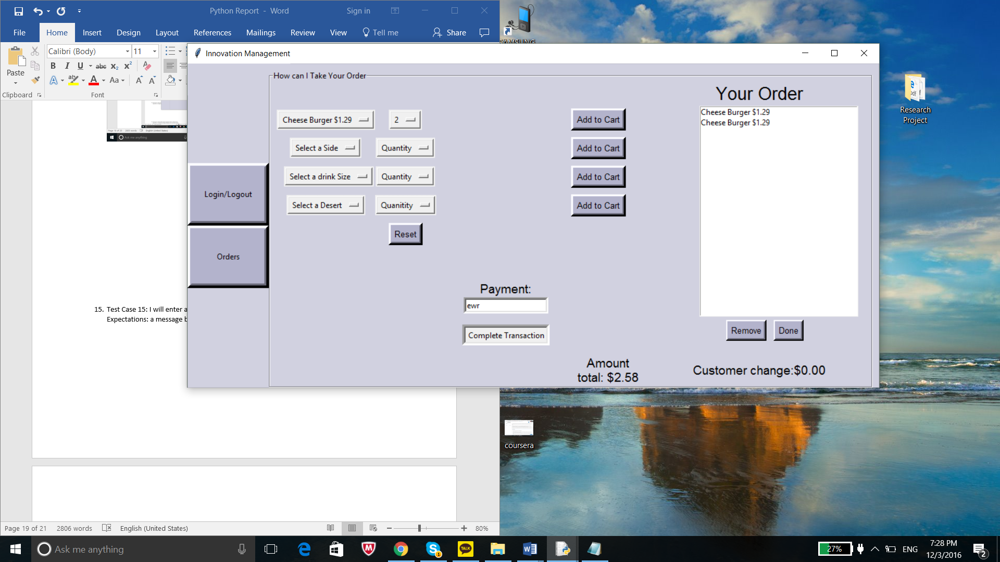 Python Report - Word
Sign in
File Home Insert Design Layout References Mailings Review View Tell me Share
Calibri (Body) 11
Paste
B I U abc x₂ x²
A ab A Aa A A
Clipboard
Font
SAMSUNG
Innovation Management
How can I Take Your Order
Your Order
Cheese Burger $1.29 2 Add to Cart
Cheese Burger $1.29
Cheese Burger $1.29
Select a Side Quantity Add to Cart
Select a drink Size Quantity Add to Cart
Select a Desert Quanitity Add to Cart
Reset
Login/Logout
Orders
Payment:
ewr
Complete Transaction
Remove Done
Amount
total: $2.58
Customer change:$0.00
Research
Project
15. Test Case 15: I will enter a
Expectations: a message b
coursera
Page 19 of 21 2806 words English (United States) 80%
Ask me anything
TALK
27%
ENG
7:28 PM
12/3/2016
2